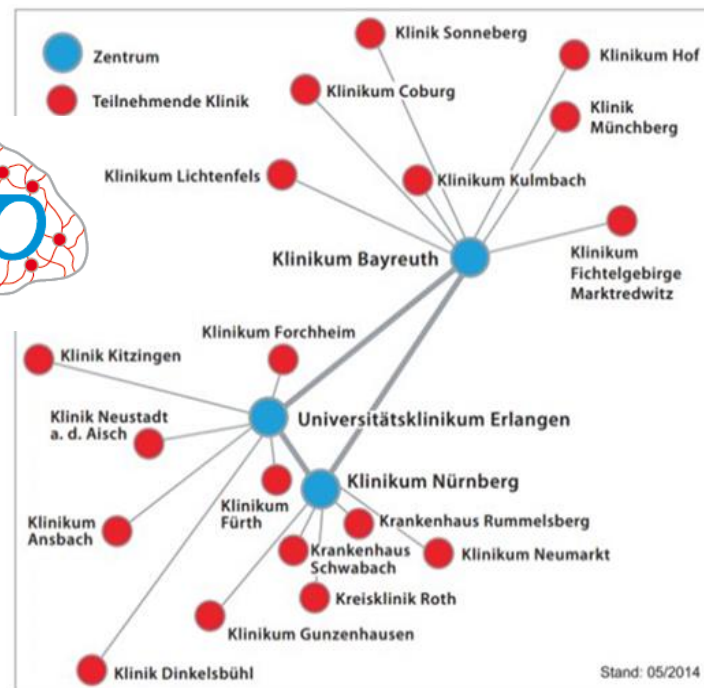 Zentrum
Teilnehmende Klinik
Klinik Sonneberg
Klinikum Hof
Klinikum Coburg
Klinik
Münchberg
Klinikum Lichtenfels
Klinikum Kulmbach
Klinikum Bayreuth
Klinikum
Fichtelgebirge
Marktredwitz
Klinikum Forchheim
Klinik Kitzingen
Klinik Neustadt
a. d. Aisch
Universitätsklinikum Erlangen
Klinikum Nürnberg
Klinikum
Fürth
Klinikum
Ansbach
Krankenhaus Rummelsberg
Krankenhaus
Schwabach
Klinikum Neumarkt
Kreisklinik Roth
Klinikum Gunzenhausen
Klinik Dinkelsbühl
Stand: 05/2014